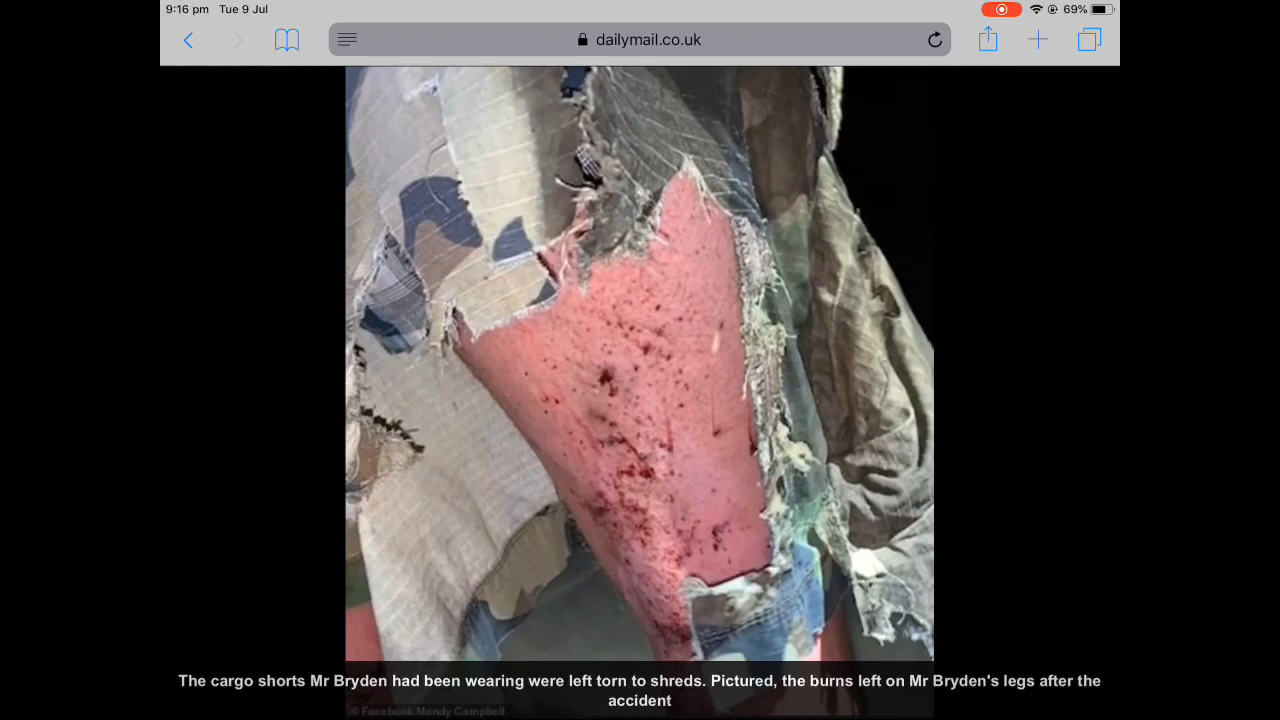 9:16 pm Tue 9 Jul 69%
dailymail.co.uk
The cargo shorts Mr Bryden had been wearing were left torn to shreds. Pictured, the burns left on Mr Bryden's legs after the
accident
© Facebook/Mandy Campbell